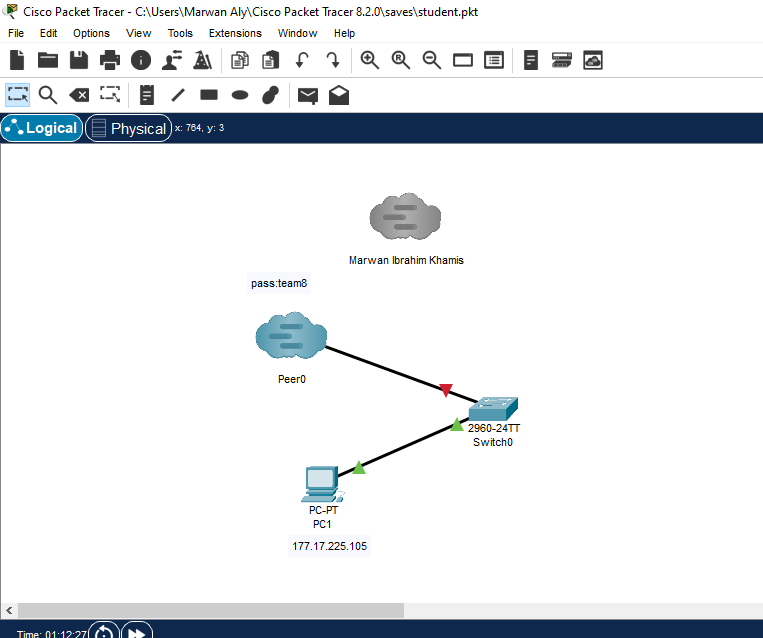 Cisco Packet Tracer - C:\Users\Marwan Aly\Cisco Packet Tracer 8.2.0\saves\student.pkt
File Edit Options View Tools Extensions Window Help
Logical Physical x: 764, y: 3
Marwan Ibrahim Khamis
pass:team8
Peer0
2960-24TT
Switch0
PC-PT
PC1
177.17.225.105
Time: 01:12:27